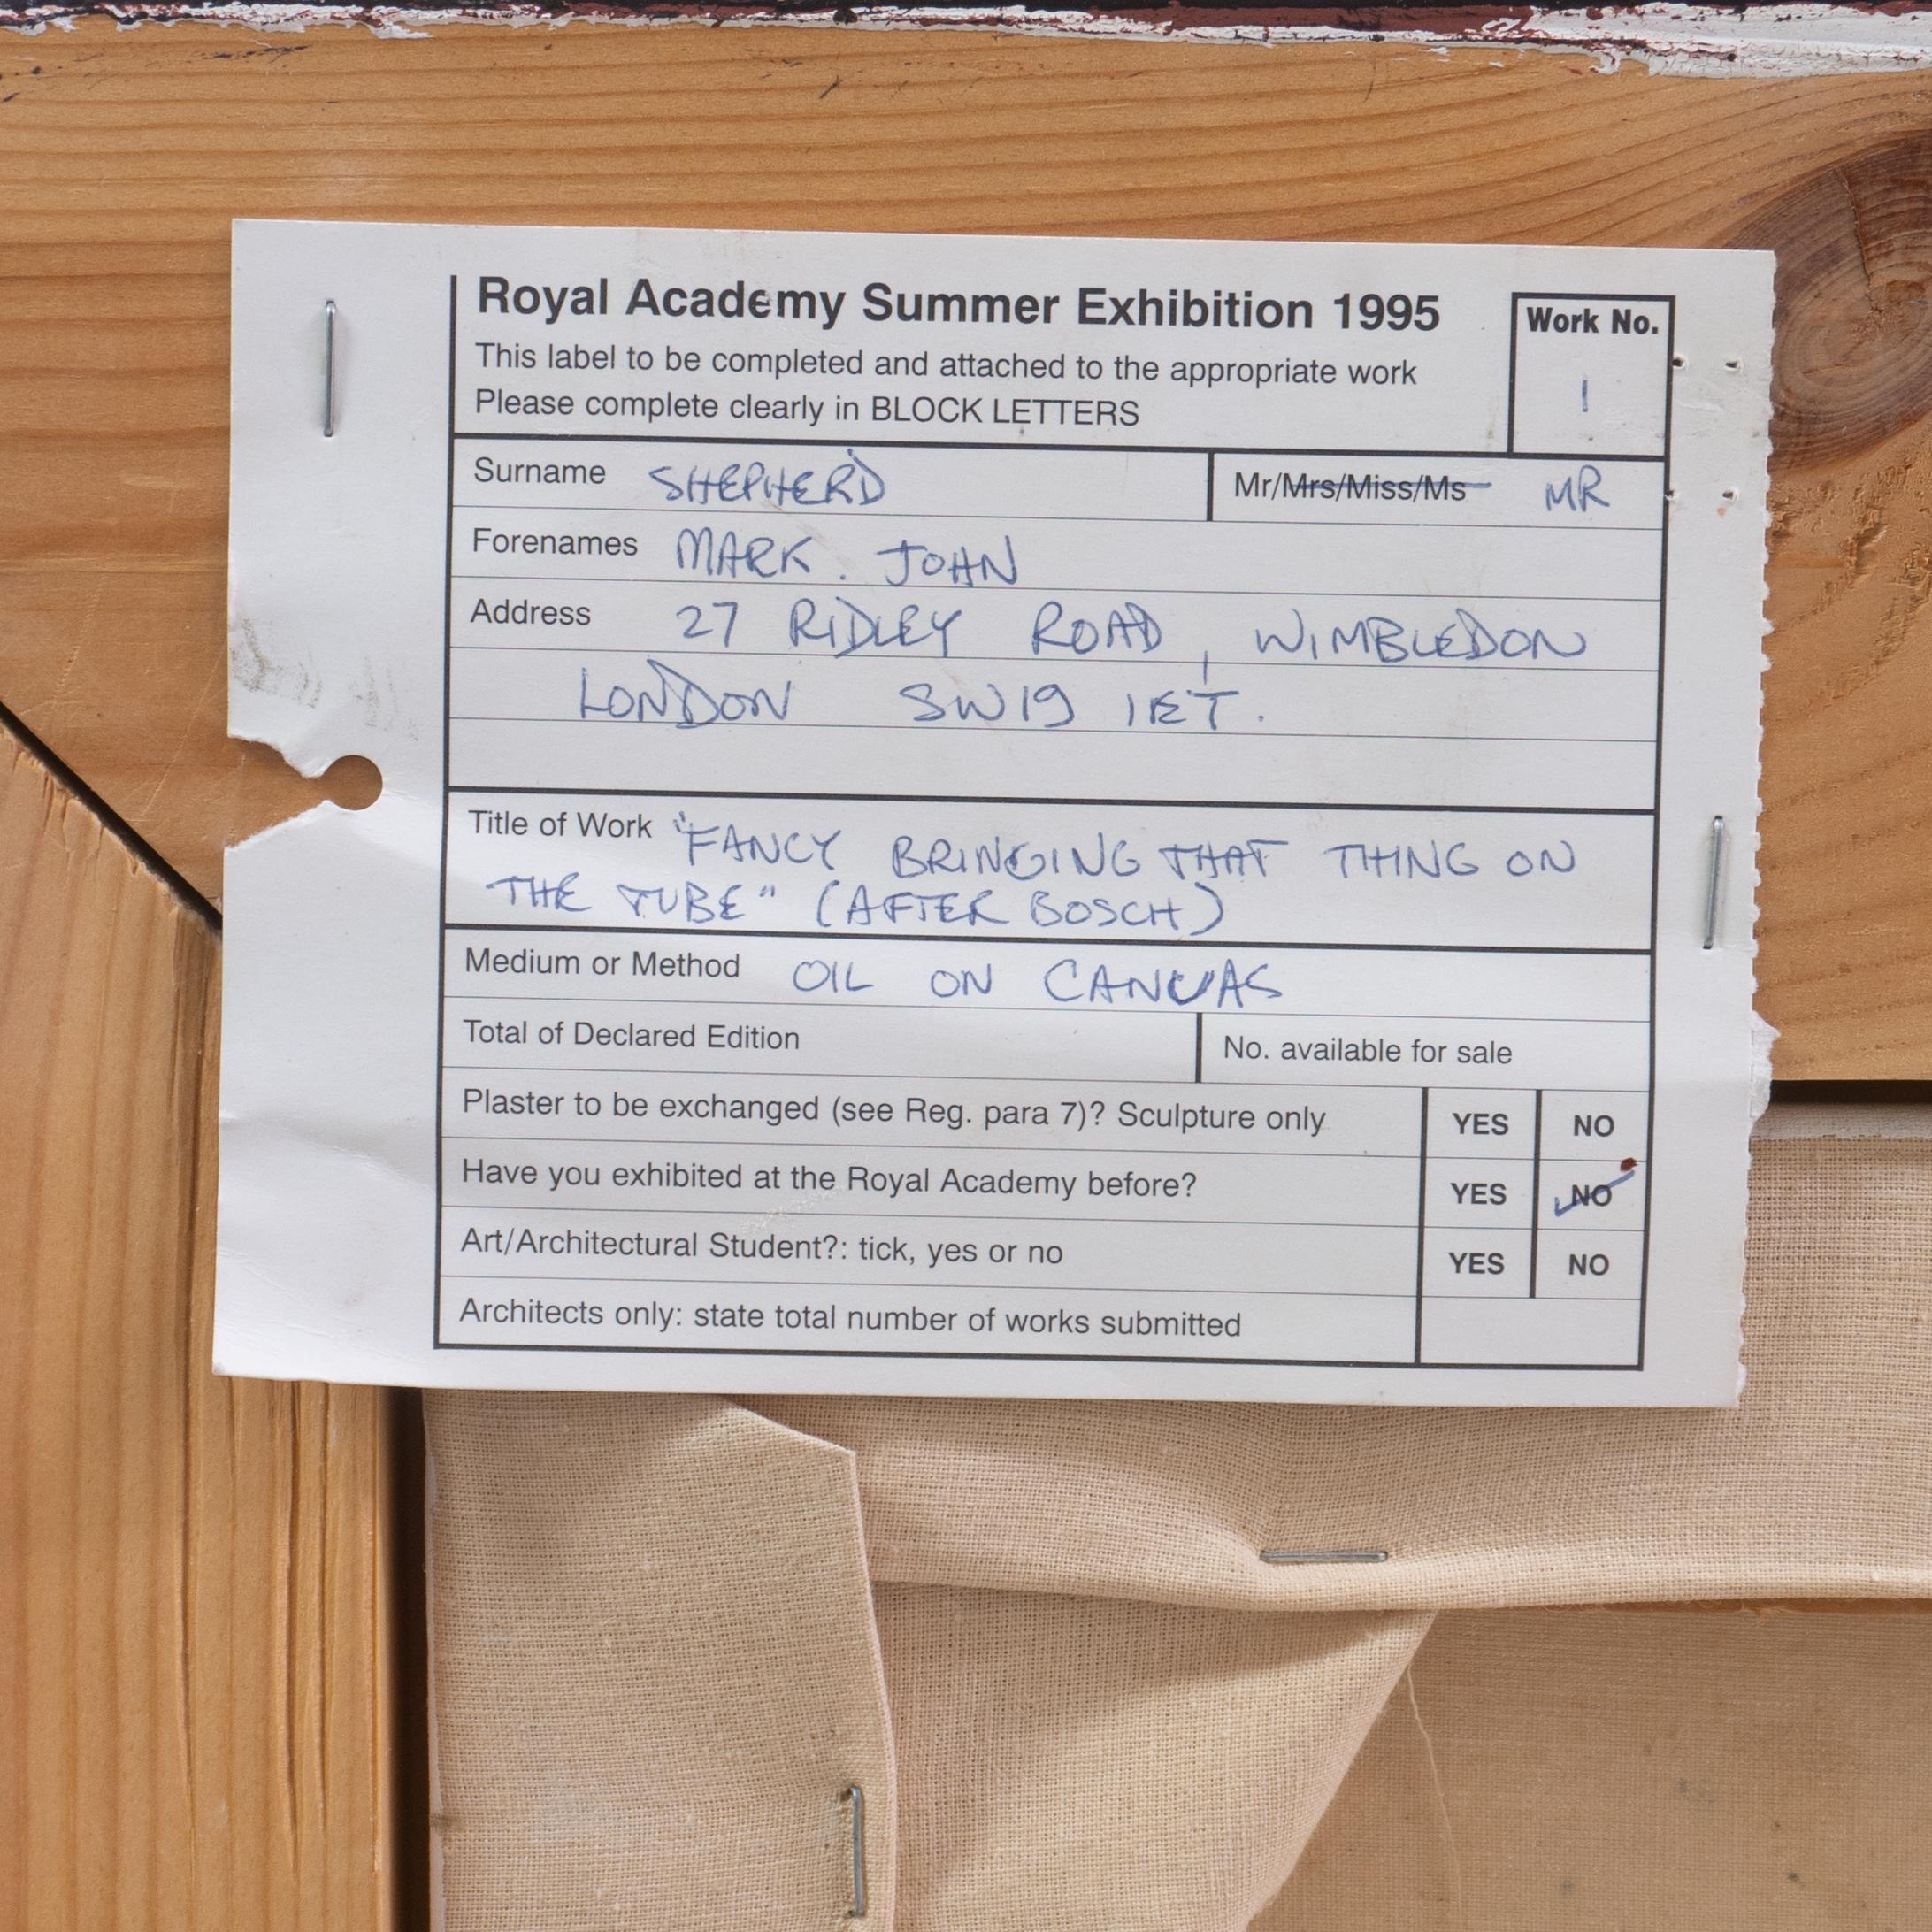 Royal Academy Summer Exhibition 1995
Work No.
This label to be completed and attached to the appropriate work
Please complete clearly in BLOCK LETTERS
1
Surname SHEPHERD Mr/Mrs/Miss/Ms MR
Forenames MARK. JOHN
Address 27 RIDLEY ROAD, WIMBLEDON
LONDON SW19 1ET.
Title of Work "FANCY BRINGING THAT THING ON
THE TUBE" (AFTER BOSCH)
Medium or Method OIL ON CANVAS
Total of Declared Edition No. available for sale
Plaster to be exchanged (see Reg. para 7)? Sculpture only YES NO
Have you exhibited at the Royal Academy before? YES NO
Art/Architectural Student?: tick, yes or no YES NO
Architects only: state total number of works submitted